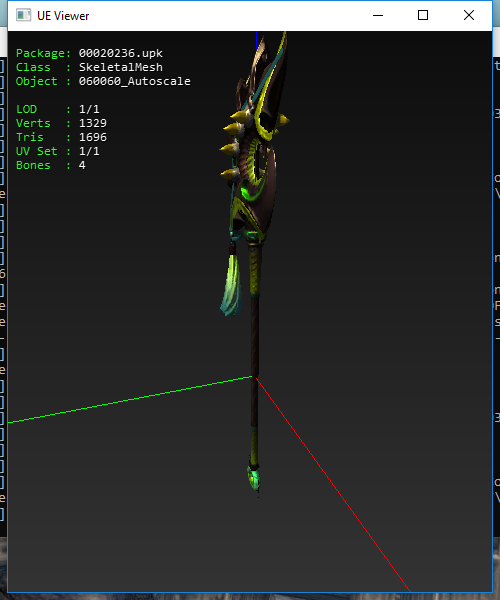 UE Viewer
Package: 00020236.upk
Class  : SkeletalMesh
Object : 060060_Autoscale
LOD    : 1/1
Verts  : 1329
Tris   : 1696
UV Set : 1/1
Bones  : 4